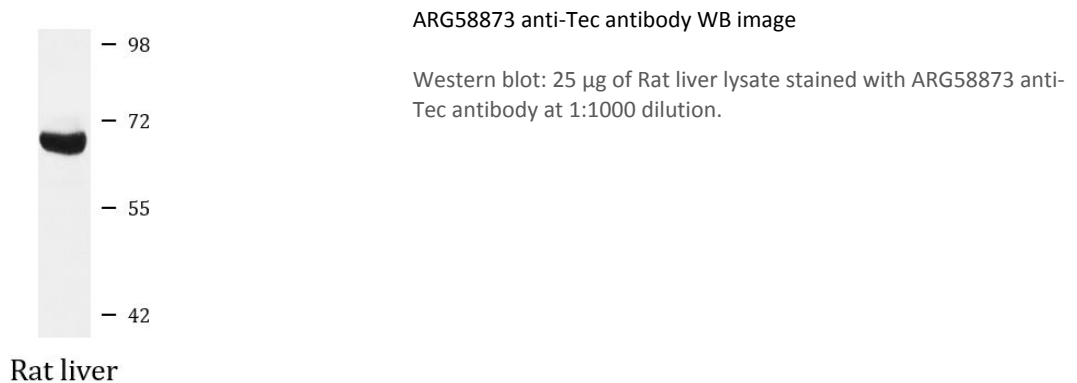 ARG58873 anti-Tec antibody WB image
Western blot: 25 µg of Rat liver lysate stained with ARG58873 anti-
Tec antibody at 1:1000 dilution.
98
72
55
42
Rat liver